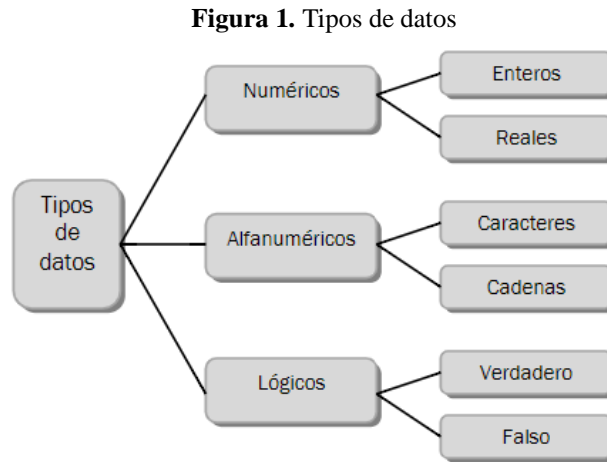 Figura 1. Tipos de datos
Tipos
de
datos
Numéricos
Enteros
Reales
Alfanuméricos
Caracteres
Cadenas
Lógicos
Verdadero
Falso